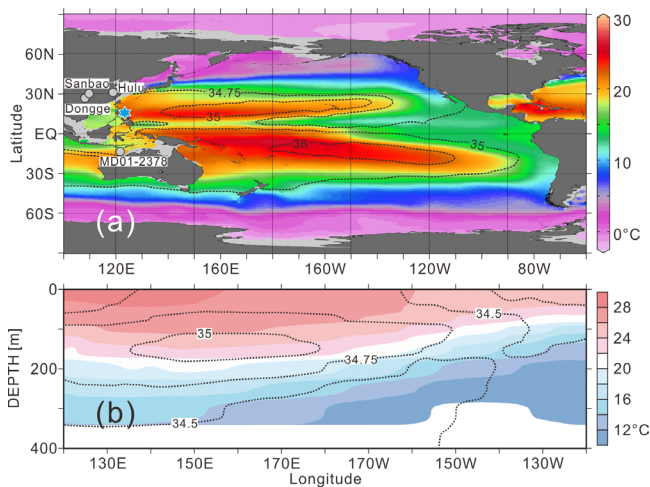 60N
30N
EQ
30S
60S
Latitude
Sanbao
Hulu
Dongge
MD01-2378
34.75
35
36
35
(a)
120E
160E
160W
120W
80W
30
20
10
0°C
0
200
400
DEPTH [m]
35
34.75
34.5
34.5
(b)
130E
150E
170E
170W
150W
130W
Longitude
28
24
20
16
12°C